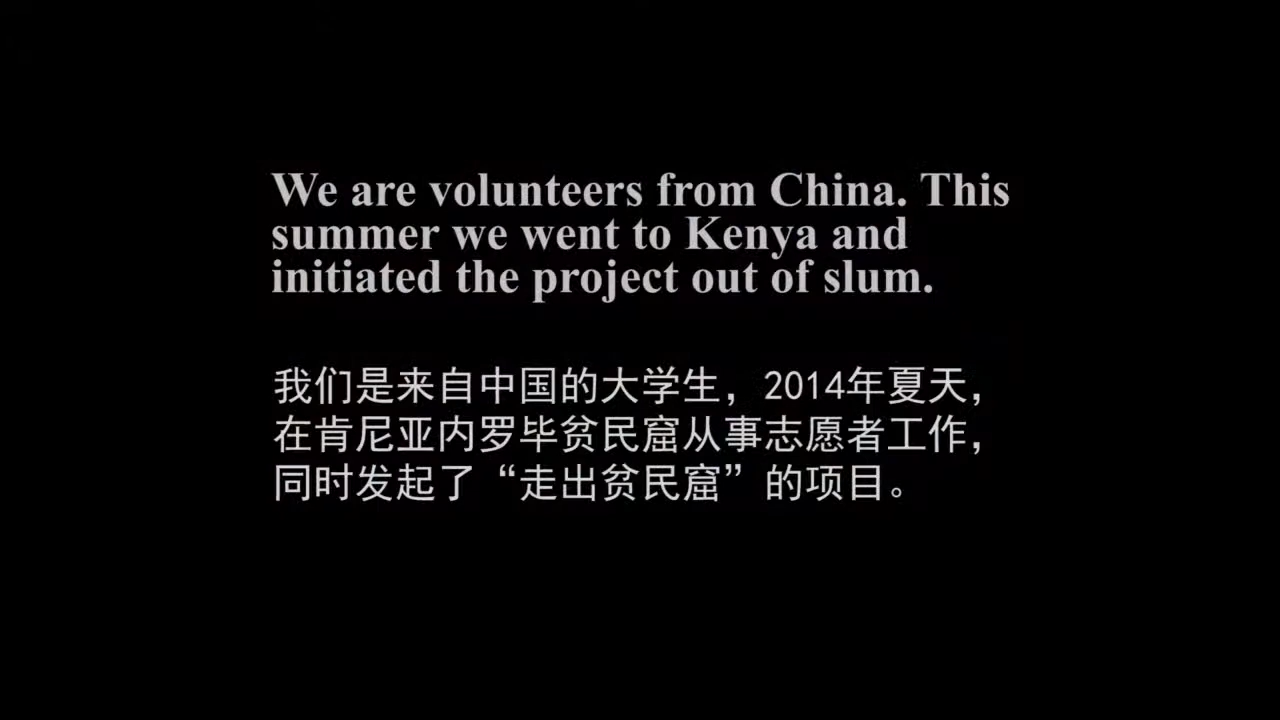 We are volunteers from China. This
summer we went to Kenya and
initiated the project out of slum.
我们是来自中国的大学生，2014年夏天，
在肯尼亚内罗毕贫民窟从事志愿者工作，
同时发起了“走出贫民窟”的项目。